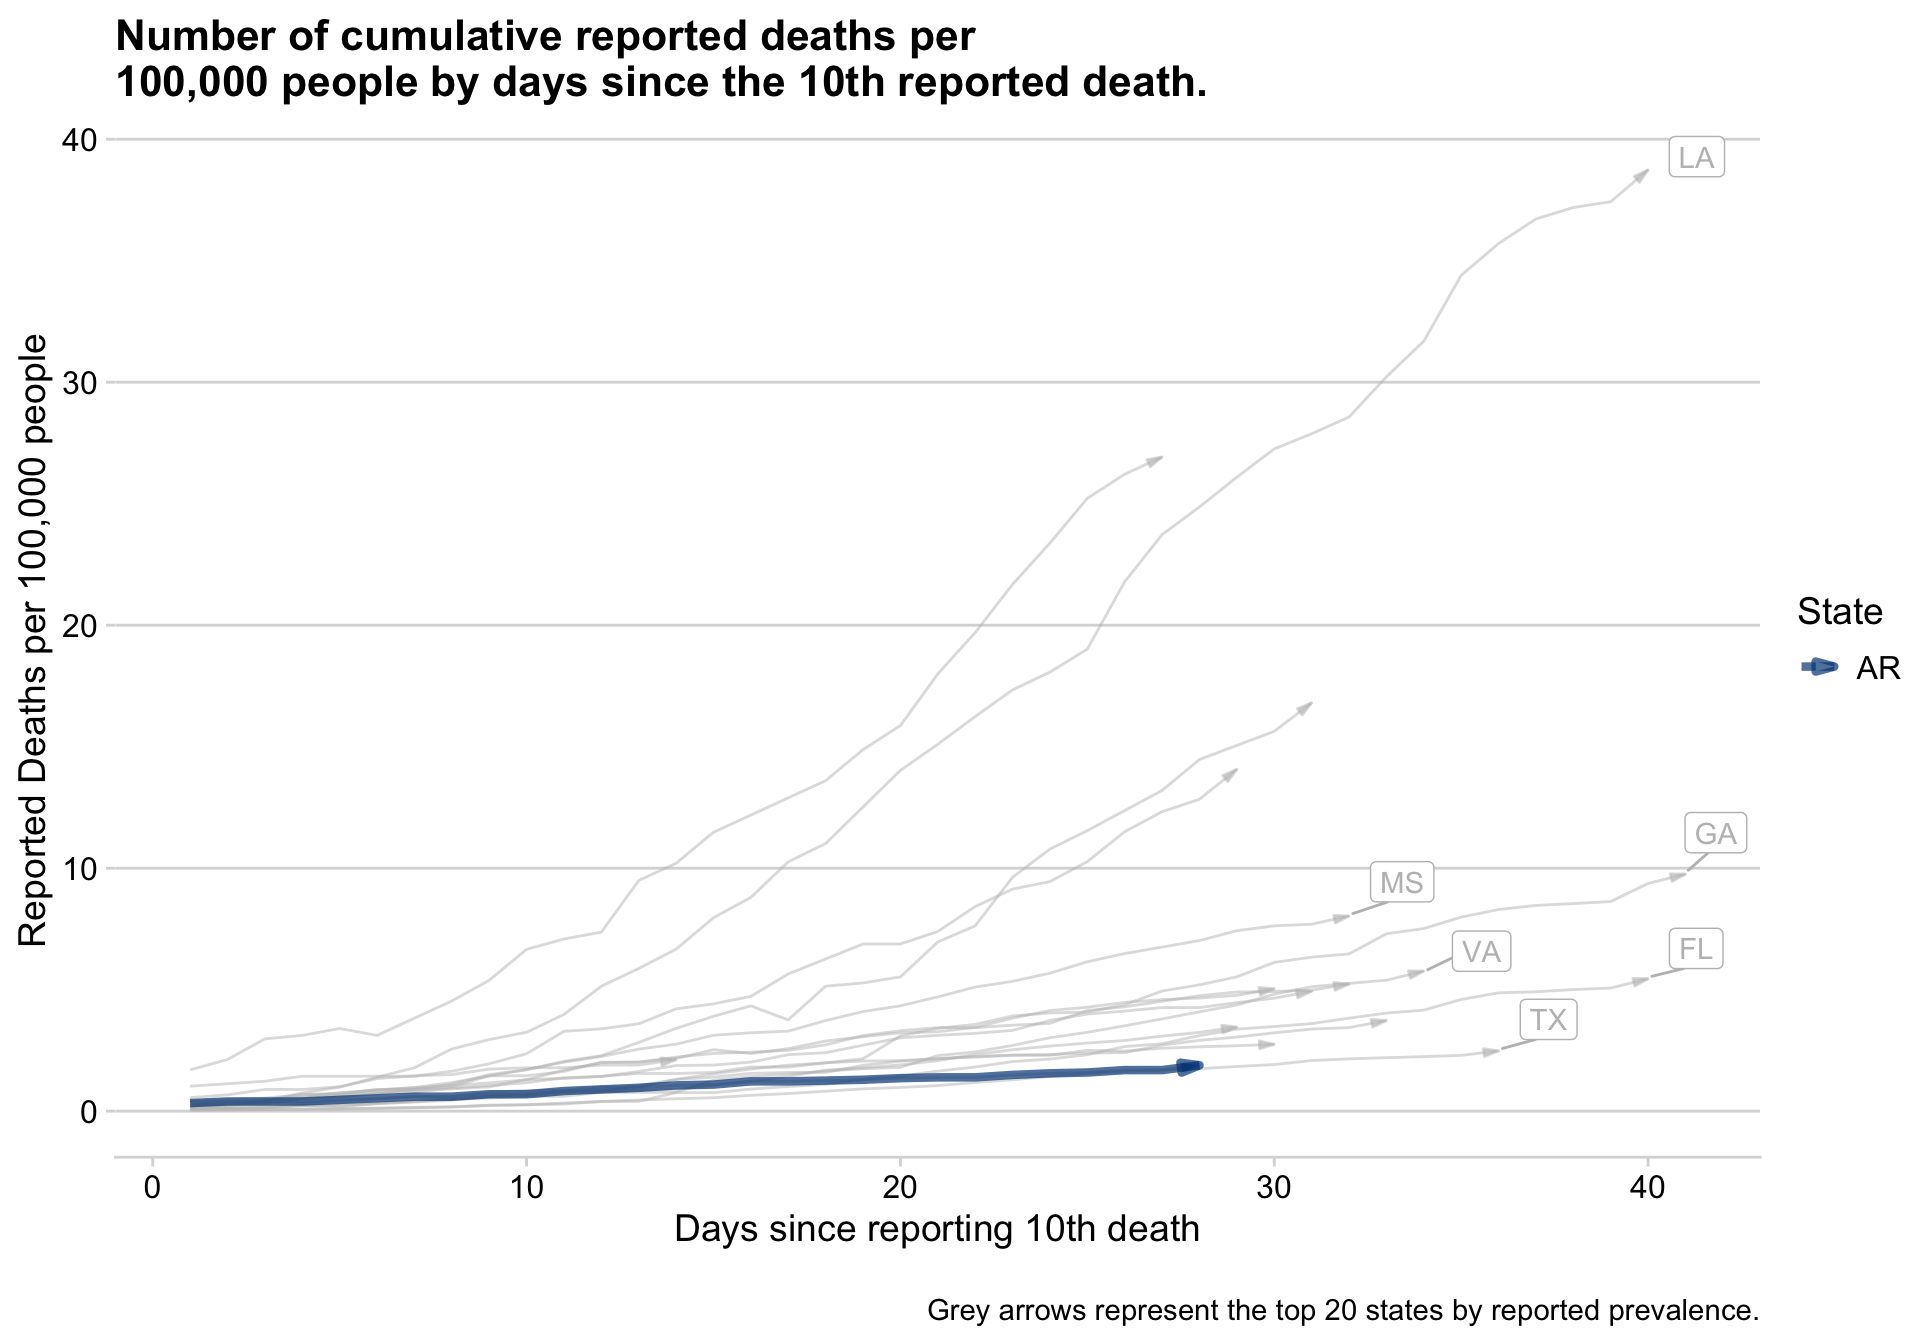 Number of cumulative reported deaths per
100,000 people by days since the 10th reported death.
Reported Deaths per 100,000 people
40
30
20
10
0
LA
GA
MS
VA
FL
TX
State
AR
0
10
20
30
40
Days since reporting 10th death
Grey arrows represent the top 20 states by reported prevalence.